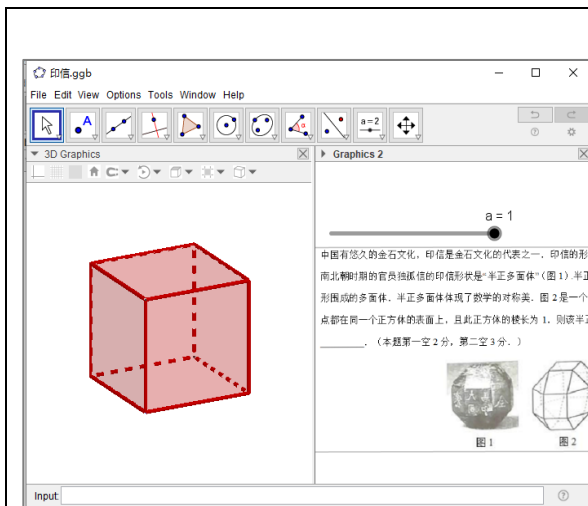 印信.ggb
File Edit View Options Tools Window Help
A
a=2
3D Graphics
Graphics 2
a = 1
中国有悠久的金石文化，印信是金石文化的代表之一．印信的形
南北朝时期的官员独孤信的印信形状是“半正多面体”(图 1)．半正
形围成的多面体．半正多面体体现了数学的对称美．图 2 是一个
点都在同一个正方体的表面上，且此正方体的棱长为 1．则该半正
________．（本题第一空 2 分，第二空 3 分．）
图 1
图 2
Input: